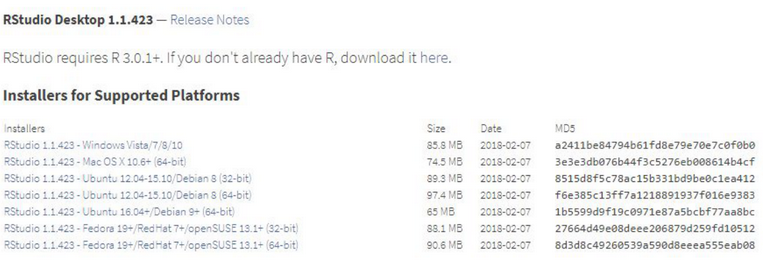 RStudio Desktop 1.1.423 — Release Notes
RStudio requires R 3.0.1+. If you don't already have R, download it here.
Installers for Supported Platforms
Installers Size Date MD5
RStudio 1.1.423 - Windows Vista/7/8/10 85.8 MB 2018-02-07 a2411be84794b61fd8e79e70e7c0f0b0
RStudio 1.1.423 - Mac OS X 10.6+ (64-bit) 74.5 MB 2018-02-07 3e3e3db076b44f3c5276eb008614b4cf
RStudio 1.1.423 - Ubuntu 12.04-15.10/Debian 8 (32-bit) 89.3 MB 2018-02-07 8515d8f5c78ac15b331bd9be0c1ea412
RStudio 1.1.423 - Ubuntu 12.04-15.10/Debian 8 (64-bit) 97.4 MB 2018-02-07 f6e385c13ff7a1218891937f016e9383
RStudio 1.1.423 - Ubuntu 16.04+/Debian 9+ (64-bit) 65 MB 2018-02-07 1b5599d9f19c0971e87a5bcbf77aa8bc
RStudio 1.1.423 - Fedora 19+/RedHat 7+/openSUSE 13.1+ (32-bit) 88.1 MB 2018-02-07 27664d49e08deee206879d259fd10512
RStudio 1.1.423 - Fedora 19+/RedHat 7+/openSUSE 13.1+ (64-bit) 90.6 MB 2018-02-07 8d3d8c49260539a590d8eeea555eab08